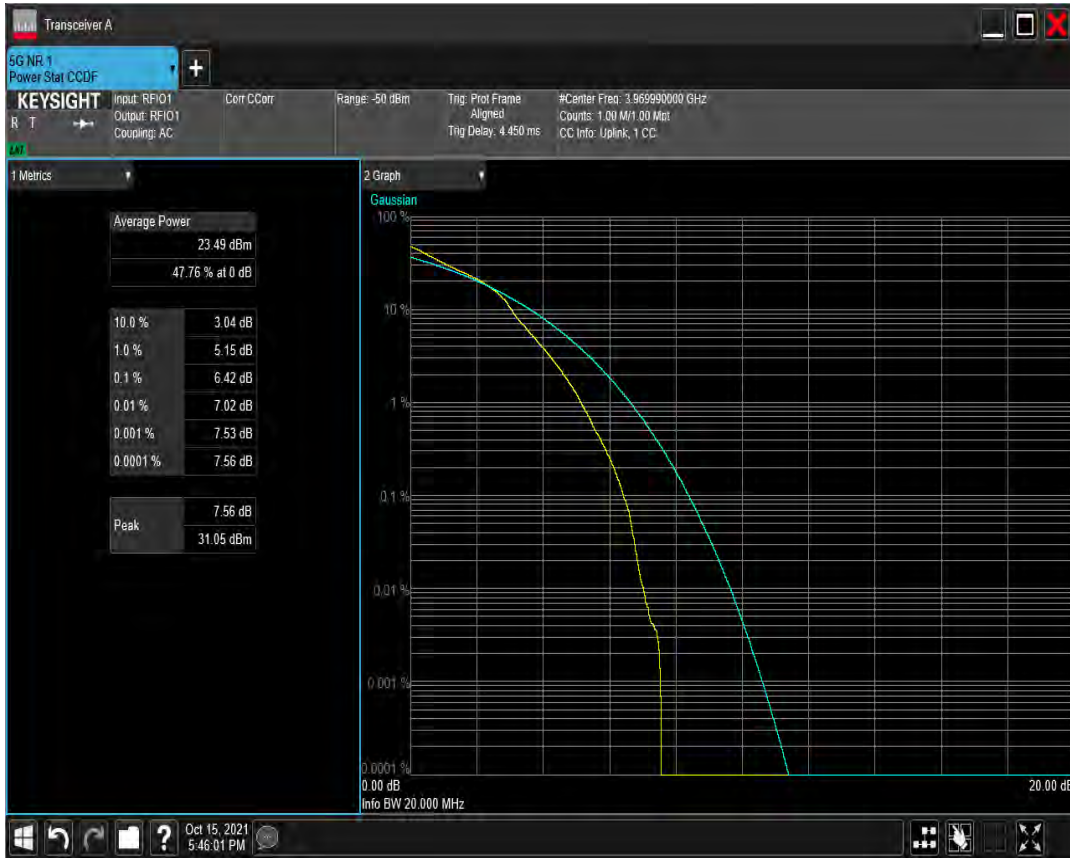 Transceiver A
5G NR 1
Power Stat CCDF
+
KEYSIGHT
R T
LXI
Input: RFIO1
Output: RFIO1
Coupling: AC
Corr CCorr
Range: -50 dBm
Trig: Prot Frame
Aligned
Trig Delay: 4.450 ms
#Center Freq: 3.969990000 GHz
Counts: 1.00 M/1.00 Mpt
CC Info: Uplink, 1 CC
1 Metrics
Average Power
23.49 dBm
47.76 % at 0 dB
10.0 % 3.04 dB
1.0 % 5.15 dB
0.1 % 6.42 dB
0.01 % 7.02 dB
0.001 % 7.53 dB
0.0001 % 7.56 dB
Peak 7.56 dB
31.05 dBm
2 Graph
Gaussian
100 %
10 %
1 %
0.1 %
0.01 %
0.001 %
0.0001 %
0.00 dB
20.00 dB
Info BW 20.000 MHz
?
Oct 15, 2021
5:46:01 PM